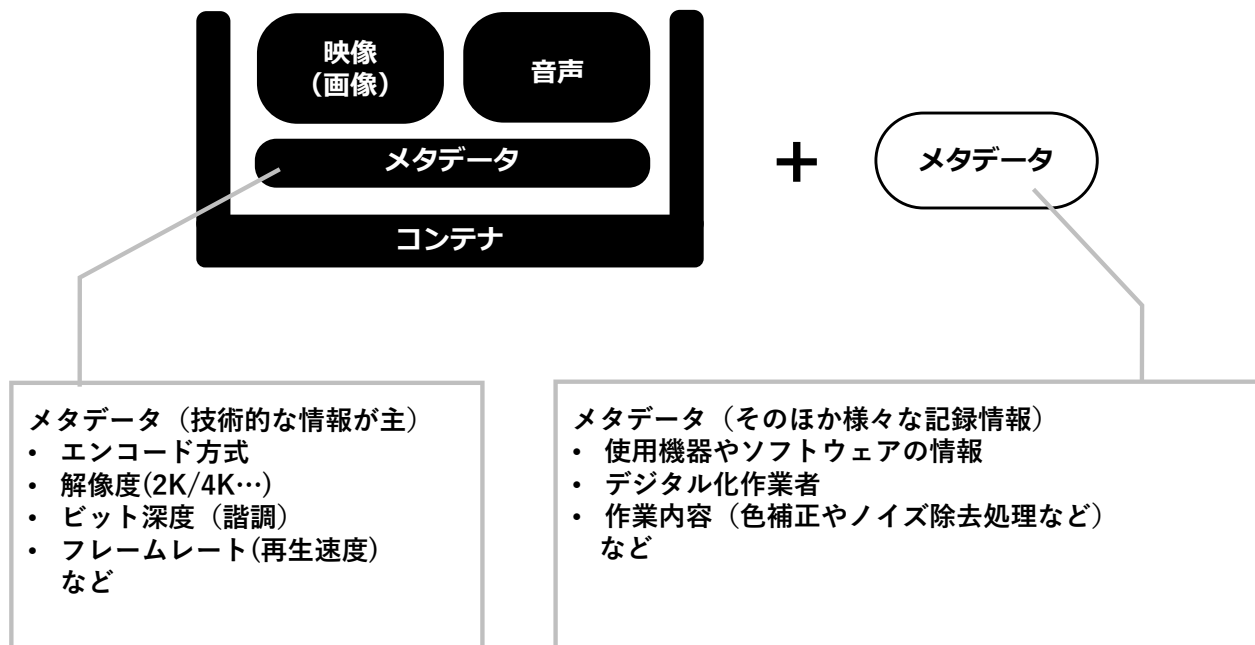 映像
（画像）
音声
メタデータ
コンテナ
＋
メタデータ
メタデータ（技術的な情報が主）
• エンコード方式
• 解像度(2K/4K…)
• ビット深度（諧調）
• フレームレート(再生速度)
など
メタデータ（そのほか様々な記録情報）
• 使用機器やソフトウェアの情報
• デジタル化作業者
• 作業内容（色補正やノイズ除去処理など）
など